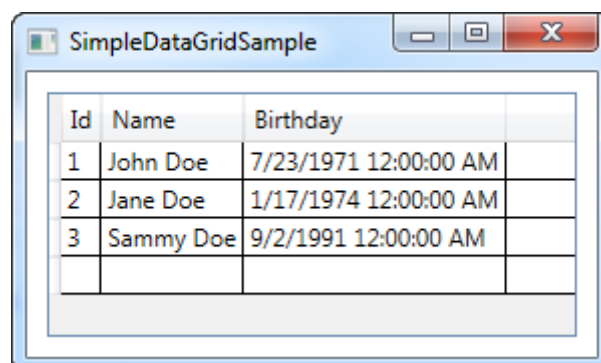 SimpleDataGridSample
Id Name Birthday
1 John Doe 7/23/1971 12:00:00 AM
2 Jane Doe 1/17/1974 12:00:00 AM
3 Sammy Doe 9/2/1991 12:00:00 AM